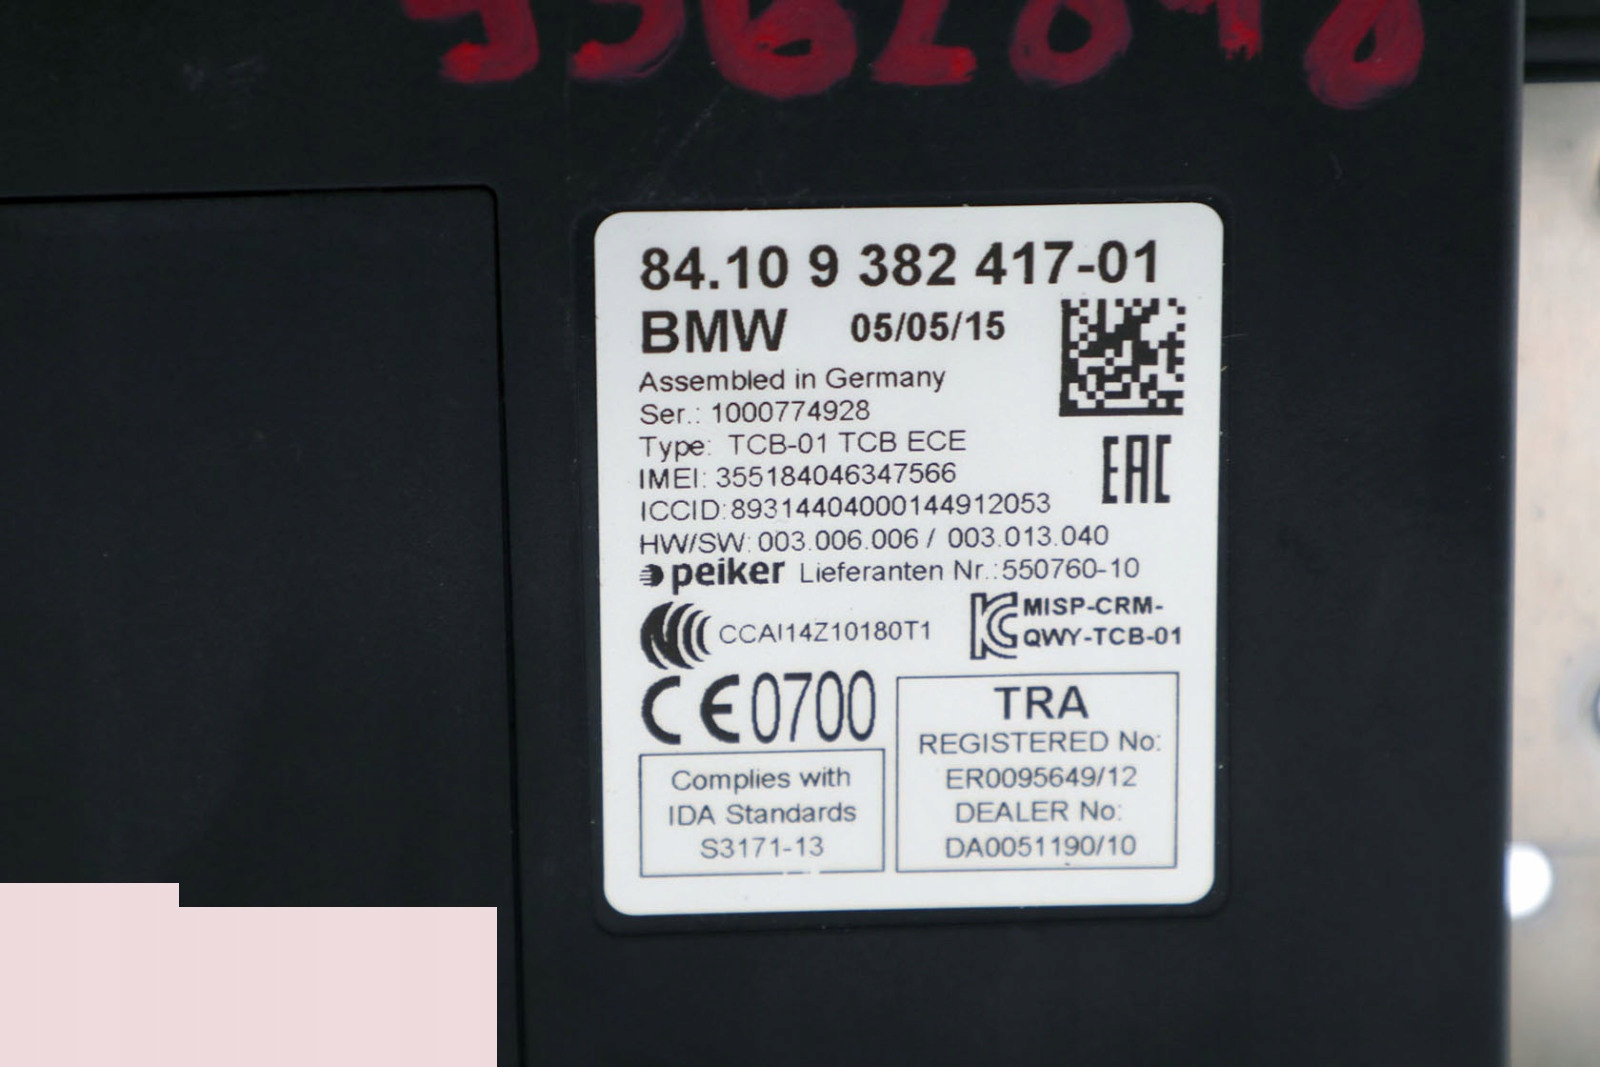 84.10 9 382 417-01
BMW 05/05/15
Assembled in Germany
Ser.: 1000774928
Type: TCB-01 TCB ECE
IMEI: 355184046347566
ICCID:89314404000144912053
HW/SW: 003.006.006 / 003.013.040
peiker Lieferanten Nr.:550760-10
CCAI14Z10180T1
MISP-CRM-
QWY-TCB-01
EAC
CE0700
Complies with
IDA Standards
S3171-13
TRA
REGISTERED No:
ER0095649/12
DEALER No:
DA0051190/10